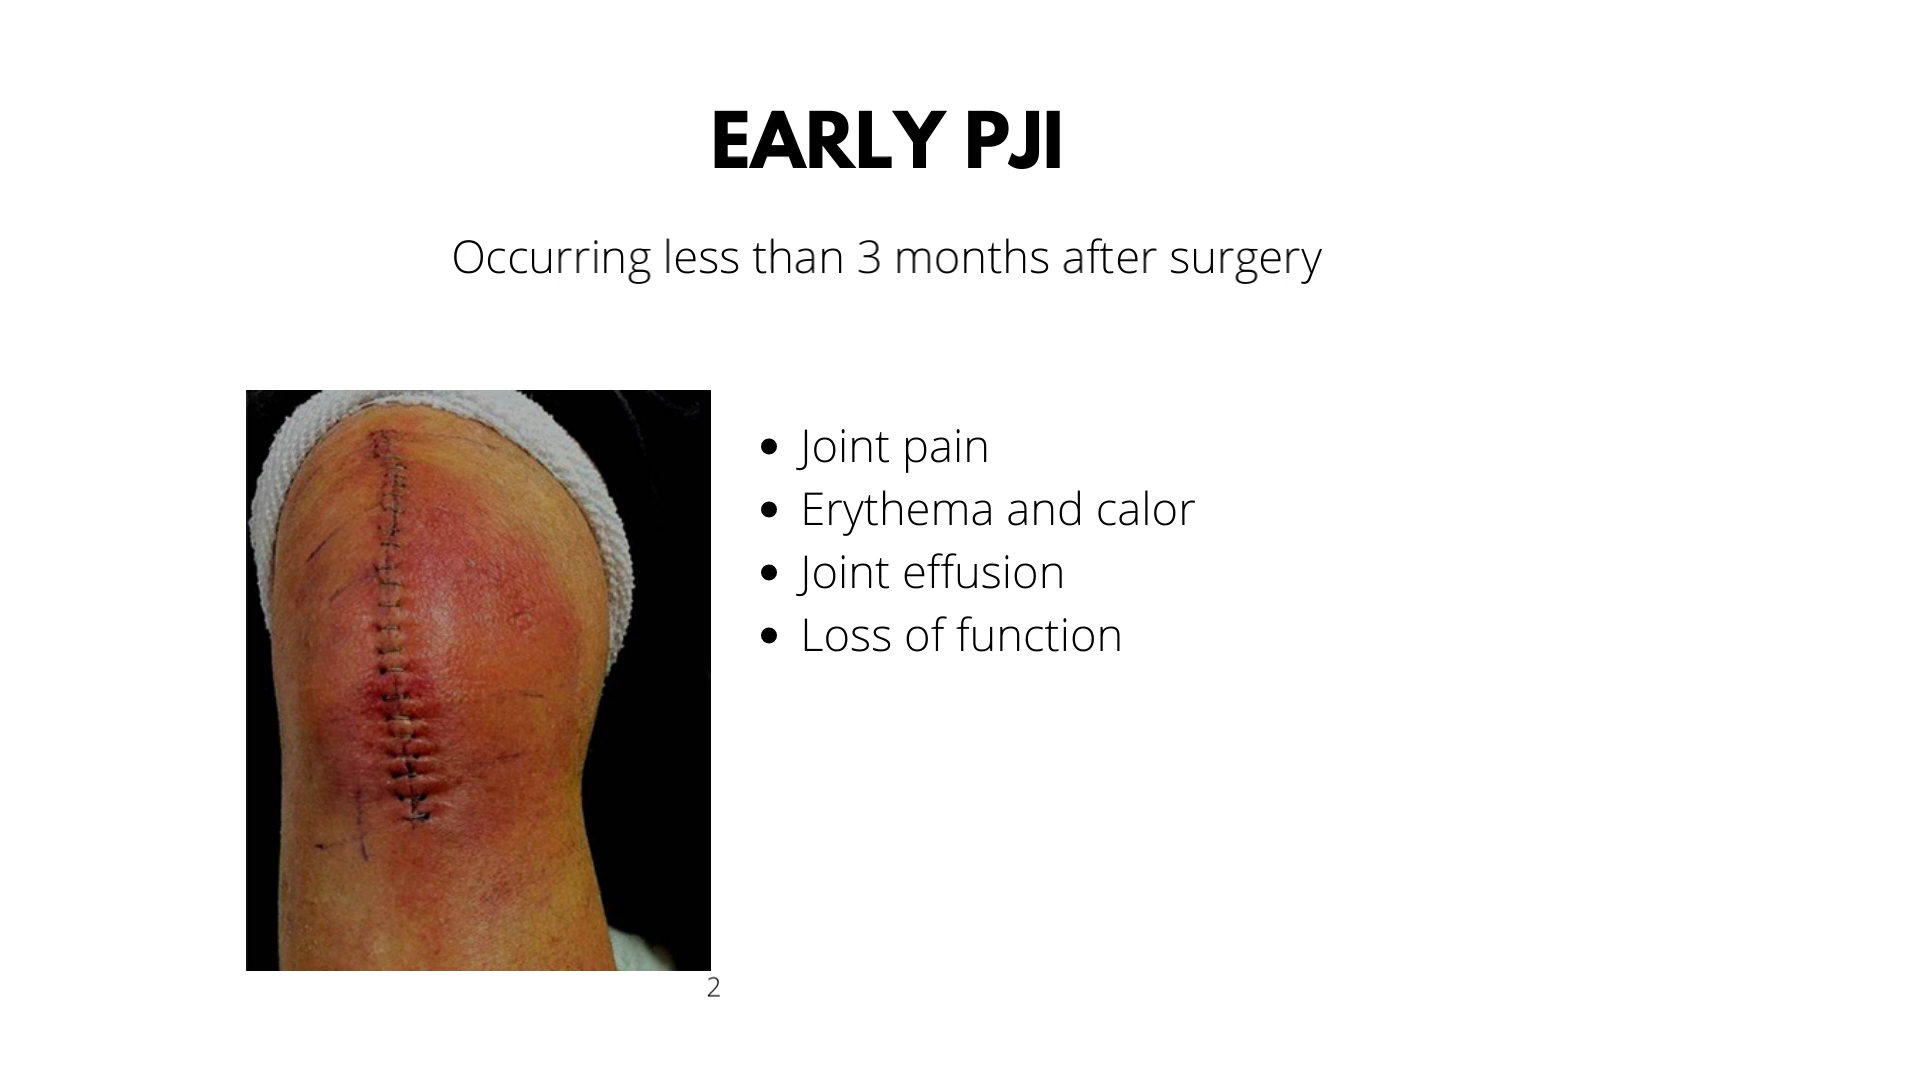 EARLY PJI
Occurring less than 3 months after surgery
• Joint pain
• Erythema and calor
• Joint effusion
• Loss of function
2